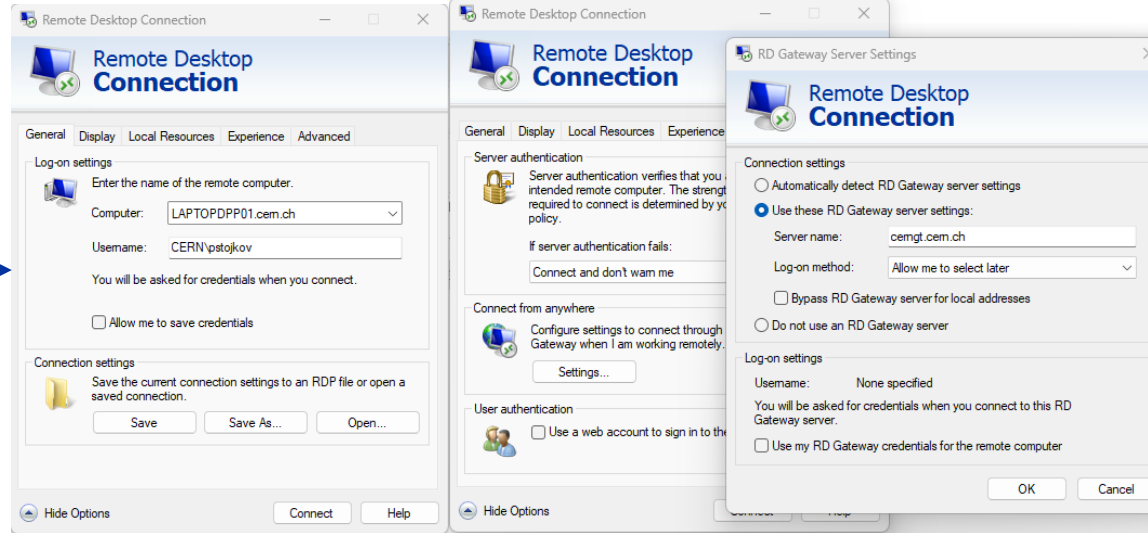 Remote Desktop Connection
Remote Desktop
Connection
General Display Local Resources Experience Advanced
Log-on settings
Enter the name of the remote computer.
Computer: LAPTOPDPP01.cern.ch
Username: CERN\pstojkov
You will be asked for credentials when you connect.
Allow me to save credentials
Connection settings
Save the current connection settings to an RDP file or open a
saved connection.
Save Save As... Open...
Hide Options Connect Help
Remote Desktop Connection
Remote Desktop
Connection
General Display Local Resources Experience
Server authentication
Server authentication verifies that you
intended remote computer. The strengt
required to connect is determined by yo
policy.
If server authentication fails:
Connect and don't warn me
Connect from anywhere
Configure settings to connect through
Gateway when I am working remotely.
Settings...
User authentication
Use a web account to sign in to the
Hide Options
RD Gateway Server Settings
Remote Desktop
Connection
Connection settings
Automatically detect RD Gateway server settings
Use these RD Gateway server settings:
Server name: cerngt.cern.ch
Log-on method: Allow me to select later
Bypass RD Gateway server for local addresses
Do not use an RD Gateway server
Log-on settings
Username: None specified
You will be asked for credentials when you connect to this RD
Gateway server.
Use my RD Gateway credentials for the remote computer
OK Cancel